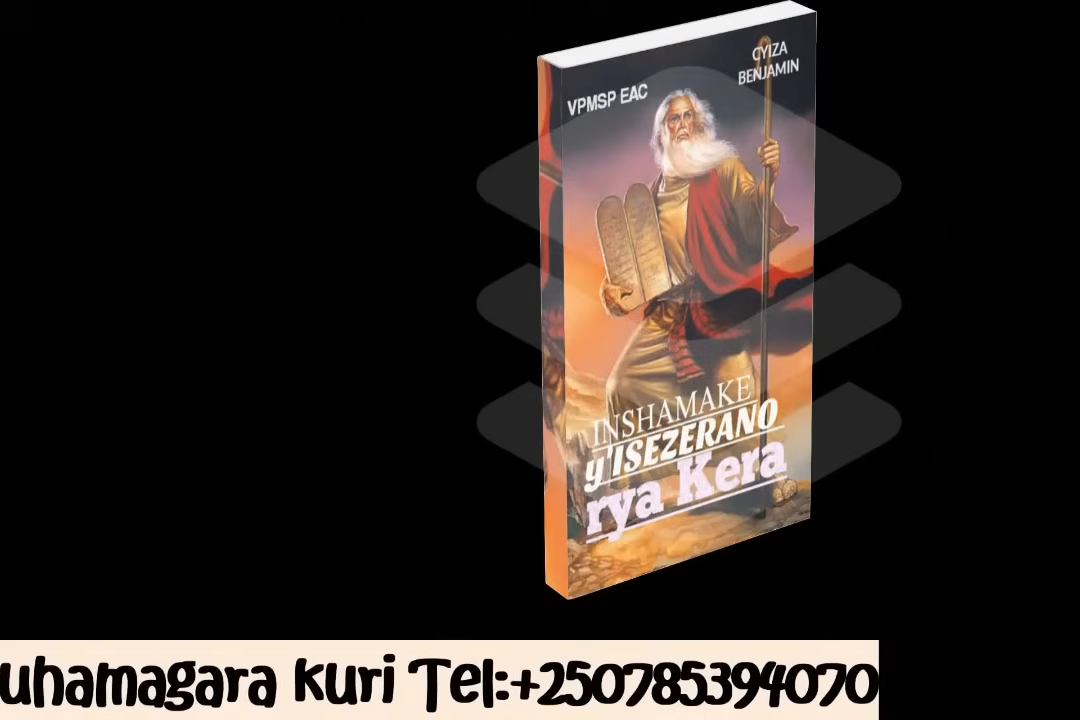 VPMSP EAC
CYIZA
BENJAMIN
INSHAMAKE
y'ISEZERANO
rya Kera
uhamagara kuri Tel:+250785394070